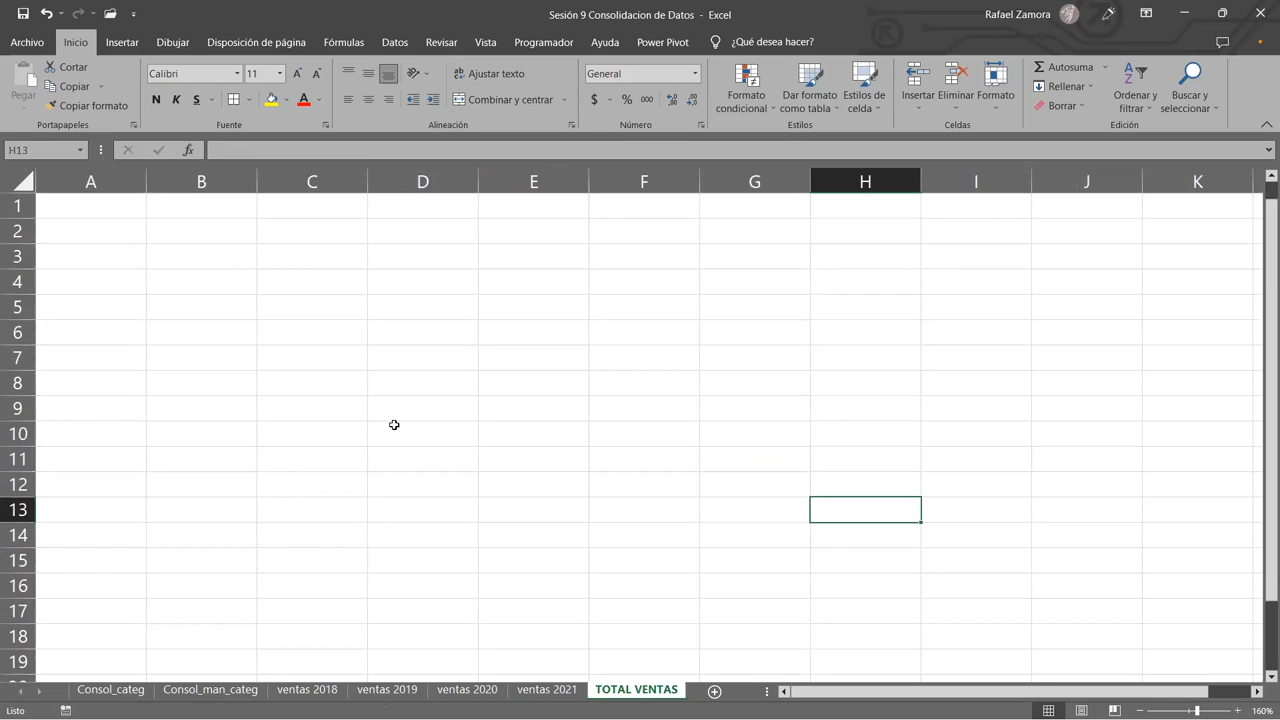 Sesión 9 Consolidacion de Datos - Excel
Rafael Zamora
Archivo Inicio Insertar Dibujar Disposición de página Fórmulas Datos Revisar Vista Programador Ayuda Power Pivot ¿Qué desea hacer?
Pegar
Cortar
Copiar
Copiar formato
Portapapeles
Calibri 11
N K S
Fuente
Ajustar texto
Combinar y centrar
Alineación
General
$ % 000
Número
Formato condicional
Dar formato como tabla
Estilos de celda
Estilos
Insertar Eliminar Formato
Celdas
Autosuma
Rellenar
Borrar
Ordenar y filtrar
Buscar y seleccionar
Edición
H13 fx
A B C D E F G H I J K
1
2
3
4
5
6
7
8
9
10
11
12
13
14
15
16
17
18
19
Consol_categ Consol_man_categ ventas 2018 ventas 2019 ventas 2020 ventas 2021 TOTAL VENTAS
Listo 160%